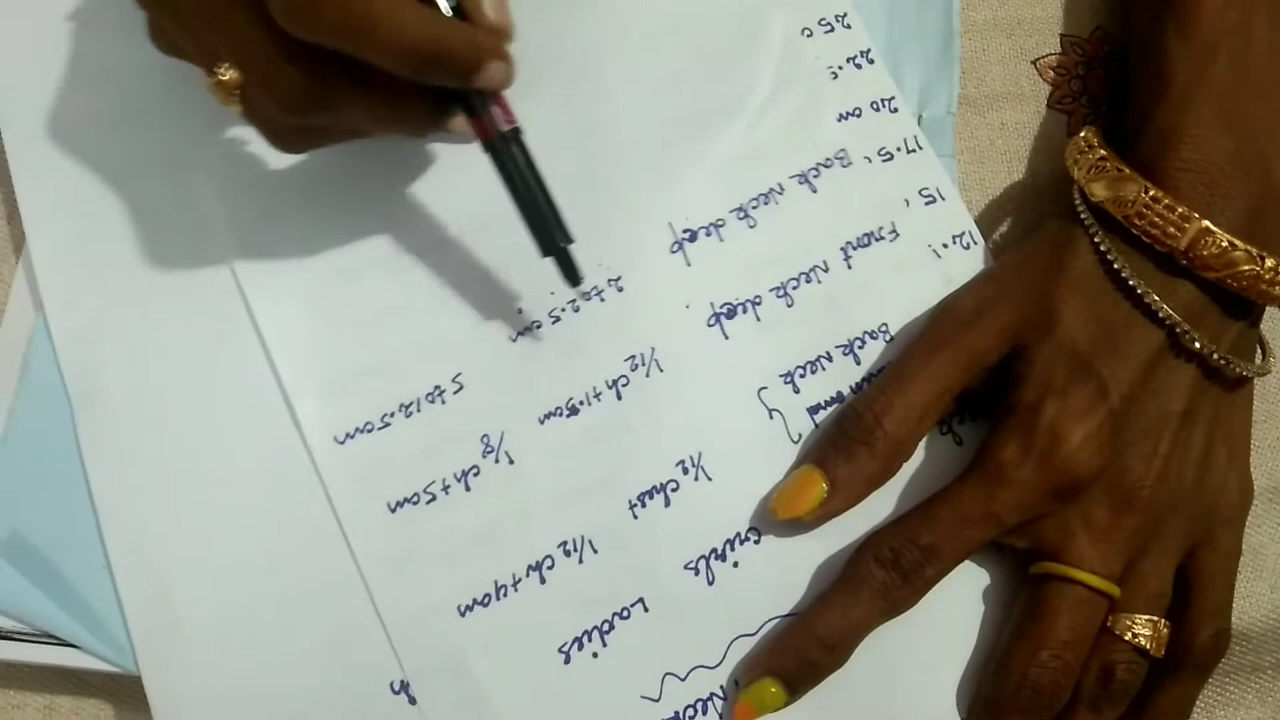 Neck
Girls Ladies
Back Neck } 1/12 chest 1/12 ch+4cm
Front Neck deep 1/12 ch+1.5cm 1/8 ch+5cm
Back Neck deep 2 to 2.5 cm 5 to 12.5cm
15
17.5
20 cm
22.5
25 c